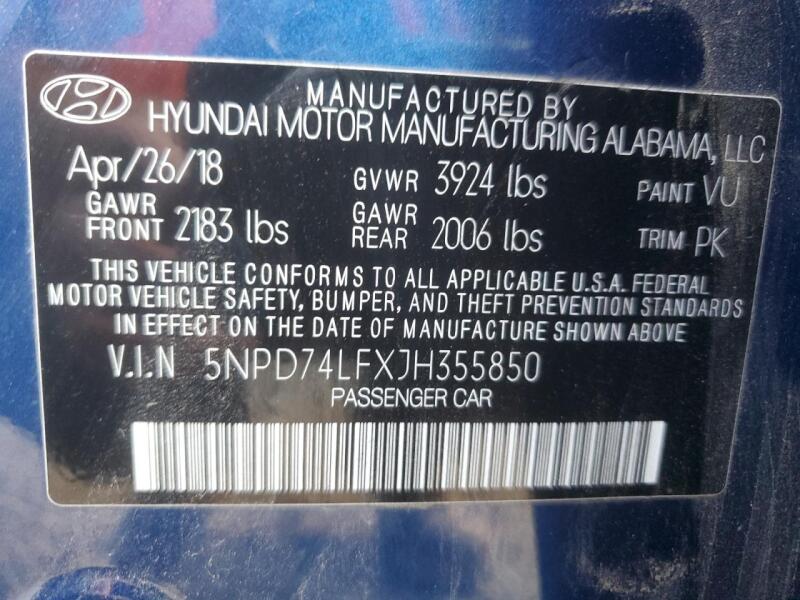 MANUFACTURED BY
HYUNDAI MOTOR MANUFACTURING ALABAMA, LLC
Apr/26/18 GVWR 3924 lbs PAINT VU
GAWR FRONT 2183 lbs GAWR REAR 2006 lbs TRIM PK
THIS VEHICLE CONFORMS TO ALL APPLICABLE U.S.A. FEDERAL
MOTOR VEHICLE SAFETY, BUMPER, AND THEFT PREVENTION STANDARDS
IN EFFECT ON THE DATE OF MANUFACTURE SHOWN ABOVE
V.I.N 5NPD74LFXJH355850
PASSENGER CAR